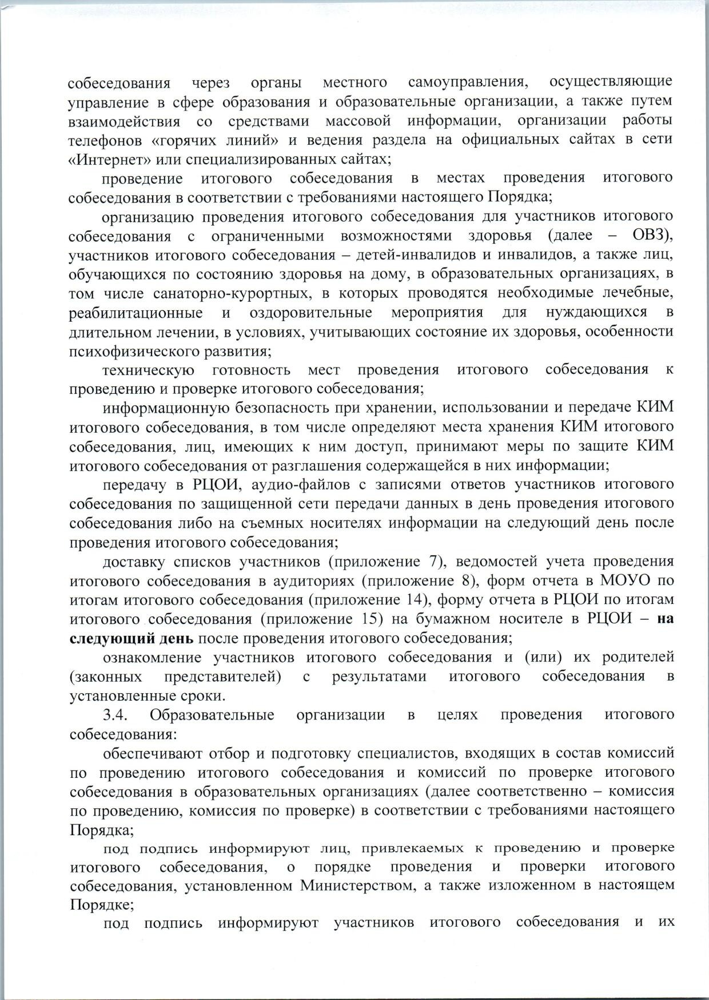 собеседования через органы местного самоуправления, осуществляющие
управление в сфере образования и образовательные организации, а также путем
взаимодействия со средствами массовой информации, организации работы
телефонов «горячих линий» и ведения раздела на официальных сайтах в сети
«Интернет» или специализированных сайтах;
проведение итогового собеседования в местах проведения итогового
собеседования в соответствии с требованиями настоящего Порядка;
организацию проведения итогового собеседования для участников итогового
собеседования с ограниченными возможностями здоровья (далее – ОВЗ),
участников итогового собеседования – детей-инвалидов и инвалидов, а также лиц,
обучающихся по состоянию здоровья на дому, в образовательных организациях, в
том числе санаторно-курортных, в которых проводятся необходимые лечебные,
реабилитационные и оздоровительные мероприятия для нуждающихся в
длительном лечении, в условиях, учитывающих состояние их здоровья, особенности
психофизического развития;
техническую готовность мест проведения итогового собеседования к
проведению и проверке итогового собеседования;
информационную безопасность при хранении, использовании и передаче КИМ
итогового собеседования, в том числе определяют места хранения КИМ итогового
собеседования, лиц, имеющих к ним доступ, принимают меры по защите КИМ
итогового собеседования от разглашения содержащейся в них информации;
передачу в РЦОИ, аудио-файлов с записями ответов участников итогового
собеседования по защищенной сети передачи данных в день проведения итогового
собеседования либо на съемных носителях информации на следующий день после
проведения итогового собеседования;
доставку списков участников (приложение 7), ведомостей учета проведения
итогового собеседования в аудиториях (приложение 8), форм отчета в МОУО по
итогам итогового собеседования (приложение 14), форму отчета в РЦОИ по итогам
итогового собеседования (приложение 15) на бумажном носителе в РЦОИ – на
следующий день после проведения итогового собеседования;
ознакомление участников итогового собеседования и (или) их родителей
(законных представителей) с результатами итогового собеседования в
установленные сроки.
3.4. Образовательные организации в целях проведения итогового
собеседования:
обеспечивают отбор и подготовку специалистов, входящих в состав комиссий
по проведению итогового собеседования и комиссий по проверке итогового
собеседования в образовательных организациях (далее соответственно – комиссия
по проведению, комиссия по проверке) в соответствии с требованиями настоящего
Порядка;
под подпись информируют лиц, привлекаемых к проведению и проверке
итогового собеседования, о порядке проведения и проверки итогового
собеседования, установленном Министерством, а также изложенном в настоящем
Порядке;
под подпись информируют участников итогового собеседования и их